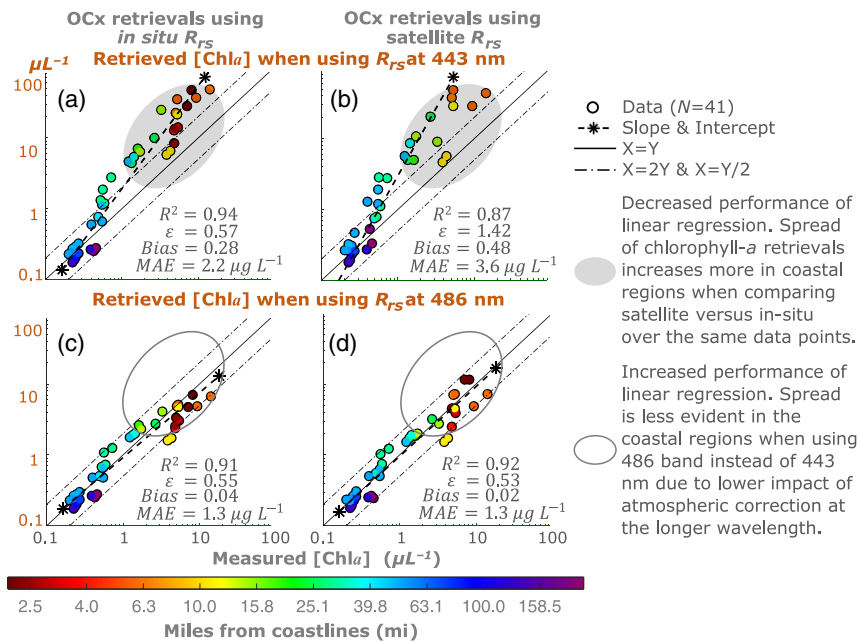 OCx retrievals using
in situ Rrs
OCx retrievals using
satellite Rrs
Retrieved [Chla] when using Rrs at 443 nm
μL−1
100
10
1
0.1
(a)
R2 = 0.94
ε = 0.57
Bias = 0.28
MAE = 2.2 μg L−1
(b)
R2 = 0.87
ε = 1.42
Bias = 0.48
MAE = 3.6 μg L−1
Retrieved [Chla] when using Rrs at 486 nm
100
10
1
0.1
(c)
R2 = 0.91
ε = 0.55
Bias = 0.04
MAE = 1.3 μg L−1
(d)
R2 = 0.92
ε = 0.53
Bias = 0.02
MAE = 1.3 μg L−1
0.1 1 10 100
1 10 100
Measured [Chla] (μL−1)
2.5 4.0 6.3 10.0 15.8 25.1 39.8 63.1 100.0 158.5
Miles from coastlines (mi)
Data (N=41)
Slope & Intercept
X=Y
X=2Y & X=Y/2
Decreased performance of
linear regression. Spread
of chlorophyll-a retrievals
increases more in coastal
regions when comparing
satellite versus in-situ
over the same data points.
Increased performance of
linear regression. Spread
is less evident in the
coastal regions when using
486 band instead of 443
nm due to lower impact of
atmospheric correction at
the longer wavelength.